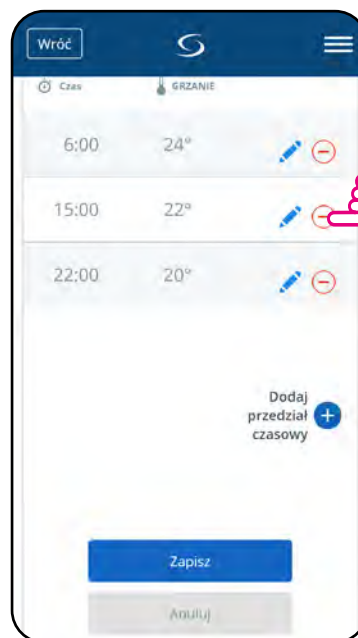 Wróć
Czas GRZANIE
6:00 24°
15:00 22°
22:00 20°
Dodaj
przedział
czasowy
Zapisz
Anuluj